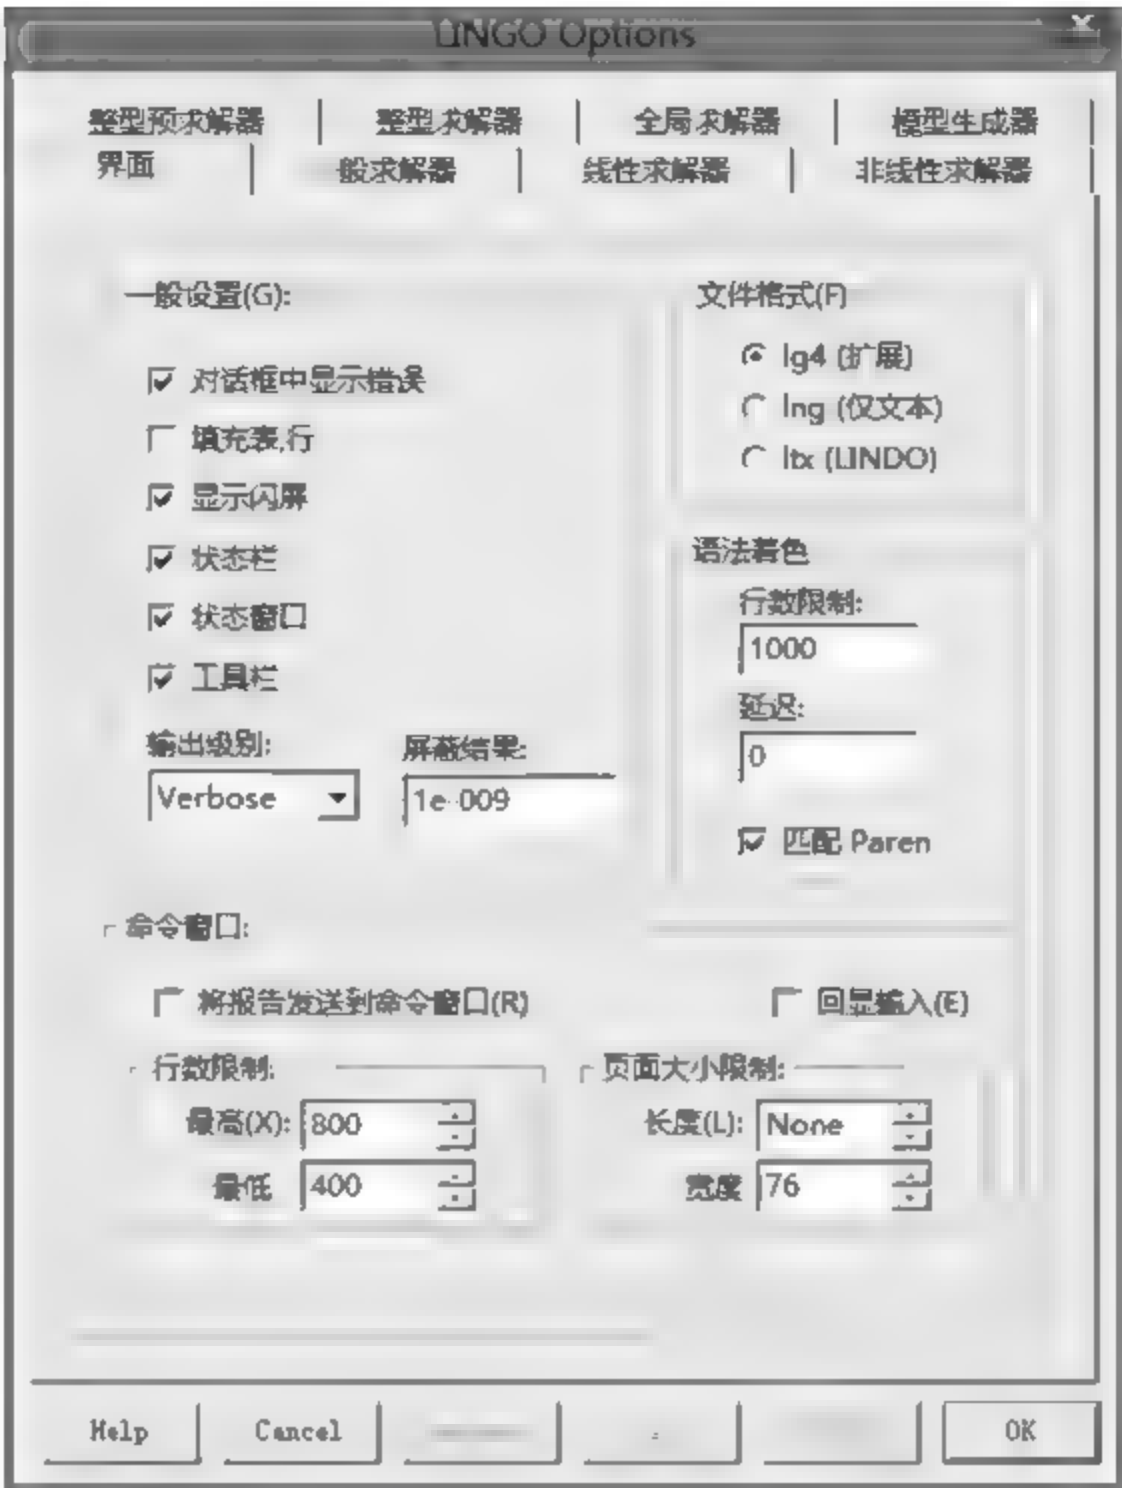 LINGO Options
整型预求解器 整型求解器 全局求解器 模型生成器
界面 一般求解器 线性求解器 非线性求解器
一般设置(G):
对话框中显示错误
填充表,行
显示闪屏
状态栏
状态窗口
工具栏
输出级别: 屏蔽结果:
Verbose 1e-009
文件格式(F)
lg4 (扩展)
lng (仅文本)
ltx (LINDO)
语法着色
行数限制:
1000
延迟:
0
匹配 Paren
命令窗口:
将报告发送到命令窗口(R) 回显输入(E)
行数限制: 页面大小限制:
最高(X): 800 长度(L): None
最低 400 宽度 76
Help Cancel OK